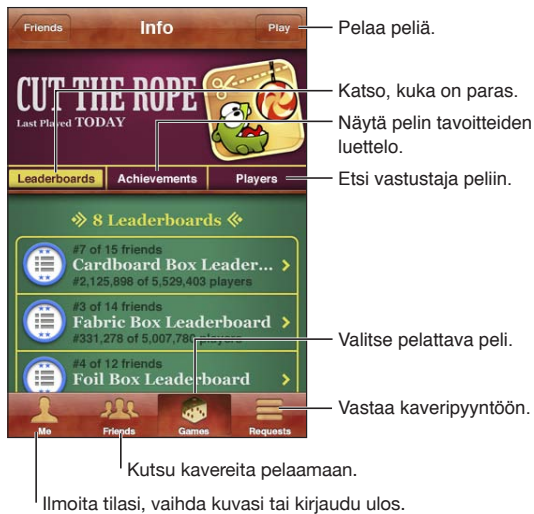 Friends
Info
Play
Pelaa peliä.
CUT THE ROPE
Last Played TODAY
Katso, kuka on paras.
Näytä pelin tavoitteiden
luettelo.
Leaderboards
Achievements
Players
Etsi vastustaja peliin.
8 Leaderboards
#7 of 15 friends
Cardboard Box Leader...
#2,125,898 of 5,529,403 players
#3 of 14 friends
Fabric Box Leaderboard
#331,278 of 5,007,780 players
Valitse pelattava peli.
#4 of 12 friends
Foil Box Leaderboard
Me
Friends
Games
Requests
Vastaa kaveripyyntöön.
Kutsu kavereita pelaamaan.
Ilmoita tilasi, vaihda kuvasi tai kirjaudu ulos.